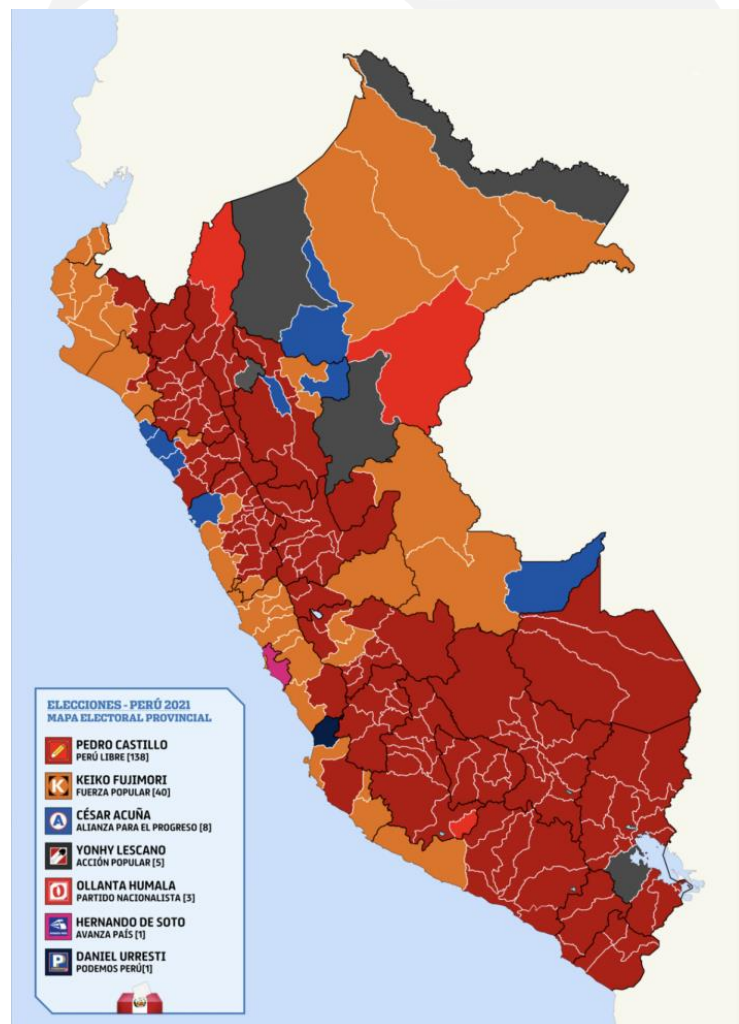 ELECCIONES - PERÚ 2021
MAPA ELECTORAL PROVINCIAL
PEDRO CASTILLO
PERÚ LIBRE [138]
K
KEIKO FUJIMORI
FUERZA POPULAR [40]
A
CÉSAR ACUÑA
ALIANZA PARA EL PROGRESO [8]
YONHY LESCANO
ACCIÓN POPULAR [5]
OLLANTA HUMALA
PARTIDO NACIONALISTA [3]
HERNANDO DE SOTO
AVANZA PAÍS [1]
P
DANIEL URRESTI
PODEMOS PERÚ[1]